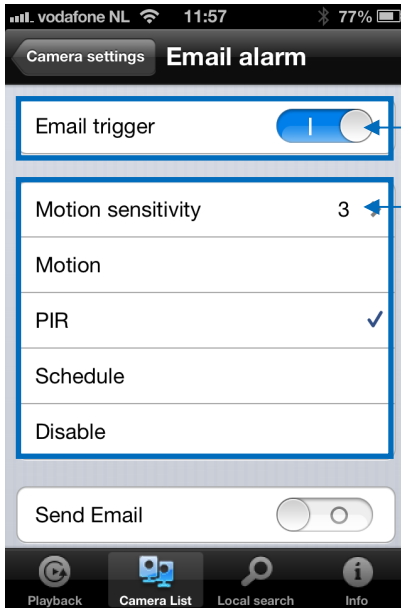 vodafone NL 11:57 77%
Camera settings Email alarm
Email trigger
Motion sensitivity 3
Motion
PIR
Schedule
Disable
Send Email
Playback Camera List Local search Info